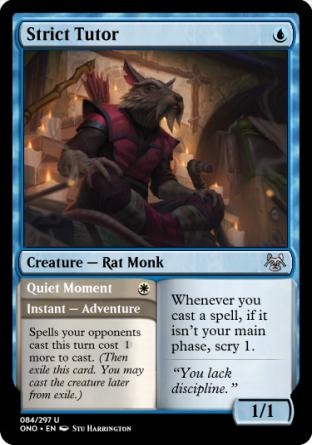 Strict Tutor
Creature — Rat Monk
Quiet Moment
Instant — Adventure
Spells your opponents
cast this turn cost 1
more to cast. (Then
exile this card. You may
cast the creature later
from exile.)
Whenever you
cast a spell, if it
isn't your main
phase, scry 1.
“You lack
discipline.”
1/1
084/297 U
ONO • EN Stu Harrington